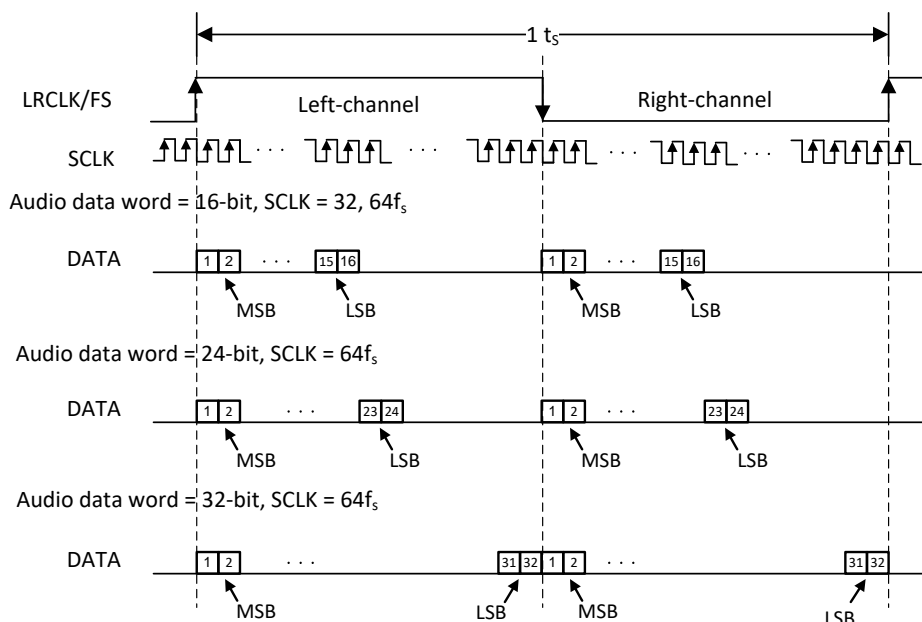 1 tS
LRCLK/FS
Left-channel
Right-channel
SCLK
Audio data word = 16-bit, SCLK = 32, 64fs
DATA
1 2 · · · 15 16 1 2 · · · 15 16
MSB LSB MSB LSB
Audio data word = 24-bit, SCLK = 64fs
DATA
1 2 · · · 23 24 1 2 · · · 23 24
MSB LSB MSB LSB
Audio data word = 32-bit, SCLK = 64fs
DATA
1 2 · · · 31 32 1 2 · · · 31 32
MSB LSB MSB LSB